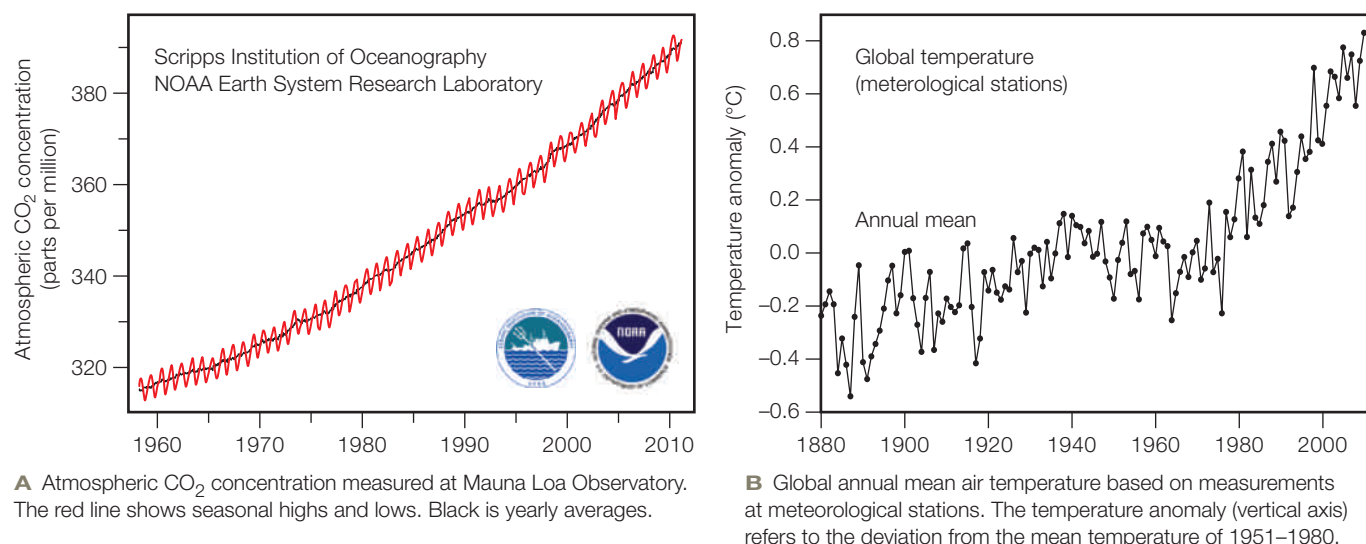 Scripps Institution of Oceanography
NOAA Earth System Research Laboratory
Atmospheric CO2 concentration
(parts per million)
380
360
340
320
1960
1970
1980
1990
2000
2010
NOAA
A Atmospheric CO2 concentration measured at Mauna Loa Observatory.
The red line shows seasonal highs and lows. Black is yearly averages.
Global temperature
(meterological stations)
Annual mean
Temperature anomaly (°C)
0.8
0.6
0.4
0.2
0.0
–0.2
–0.4
–0.6
1880
1900
1920
1940
1960
1980
2000
B Global annual mean air temperature based on measurements
at meteorological stations. The temperature anomaly (vertical axis)
refers to the deviation from the mean temperature of 1951–1980.